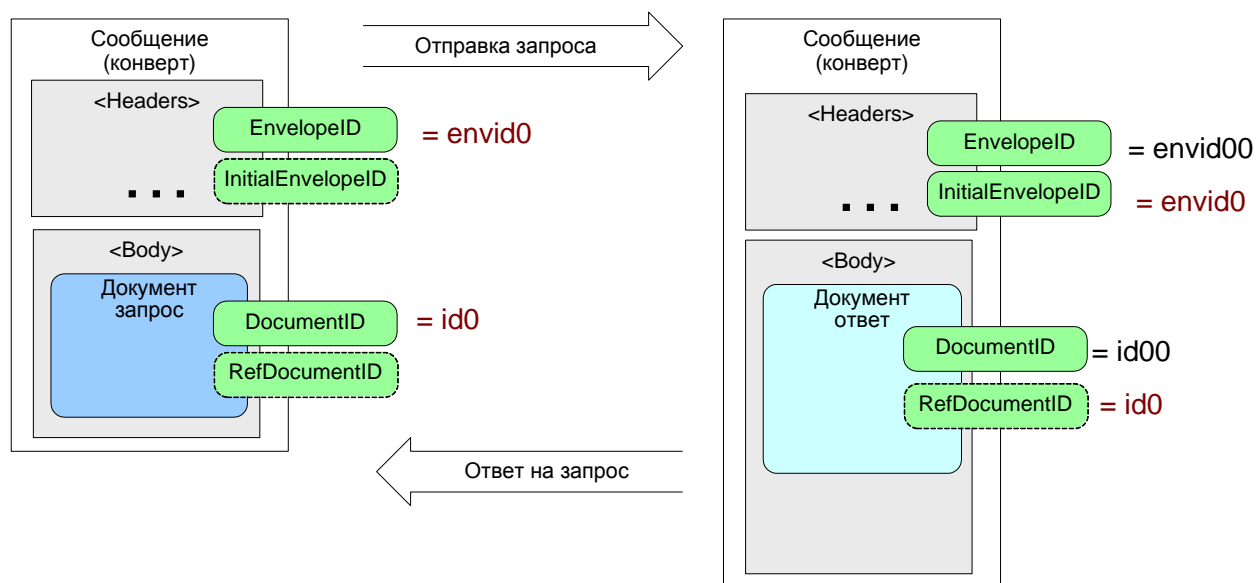 Сообщение
(конверт)
<Headers>
EnvelopeID
= envid0
InitialEnvelopeID
...
<Body>
Документ
запрос
DocumentID
= id0
RefDocumentID
Отправка запроса
Ответ на запрос
Сообщение
(конверт)
<Headers>
EnvelopeID
= envid00
InitialEnvelopeID
= envid0
...
<Body>
Документ
ответ
DocumentID
= id00
RefDocumentID
= id0